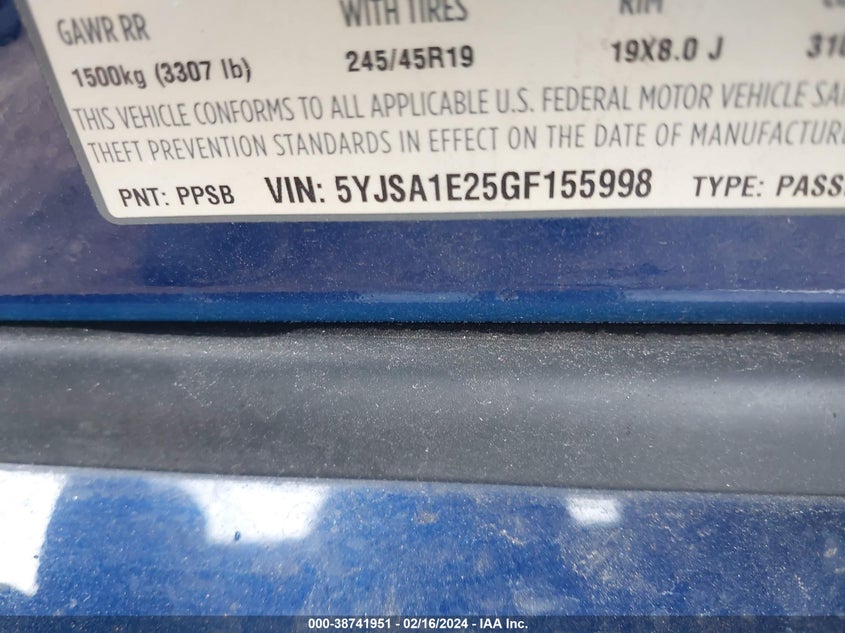 GAWR RR WITH TIRES RIM
1500kg (3307 lb) 245/45R19 19X8.0 J
THIS VEHICLE CONFORMS TO ALL APPLICABLE U.S. FEDERAL MOTOR VEHICLE
THEFT PREVENTION STANDARDS IN EFFECT ON THE DATE OF MANUFACTURE
PNT: PPSB VIN: 5YJSA1E25GF155998 TYPE: PASS
000-38741951 - 02/16/2024 - IAA Inc.